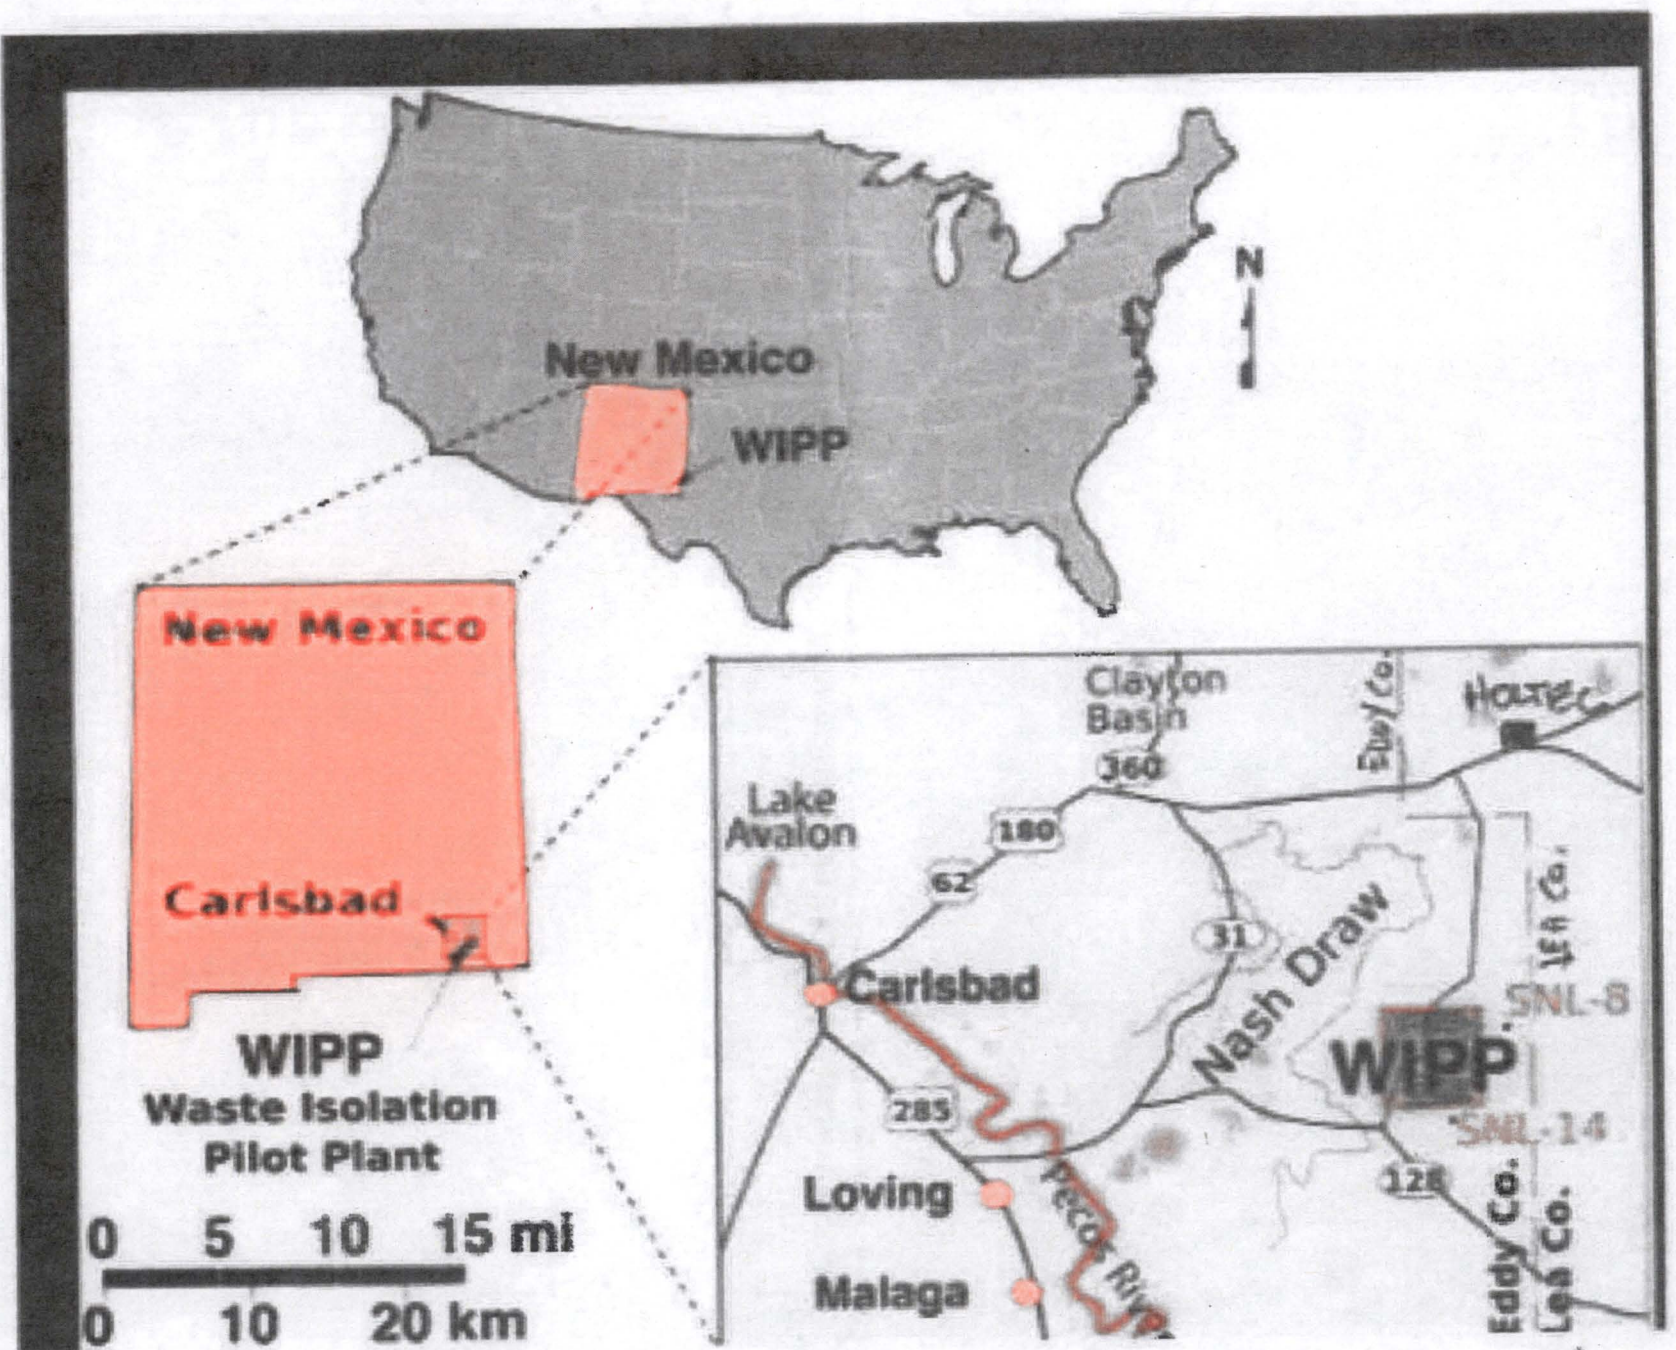 N
New Mexico
WIPP
New Mexico
Carlsbad
WIPP
Waste Isolation
Pilot Plant
0 5 10 15 mi
0 10 20 km
Clayton
Basin
360
Holtec
Lake
Avalon
180
62
31
Nash Draw
LEA Co.
Carlsbad
SNL-8
WIPP
SNL-14
285
128
Loving
Pecos River
Malaga
Eddy Co.
Lea Co.